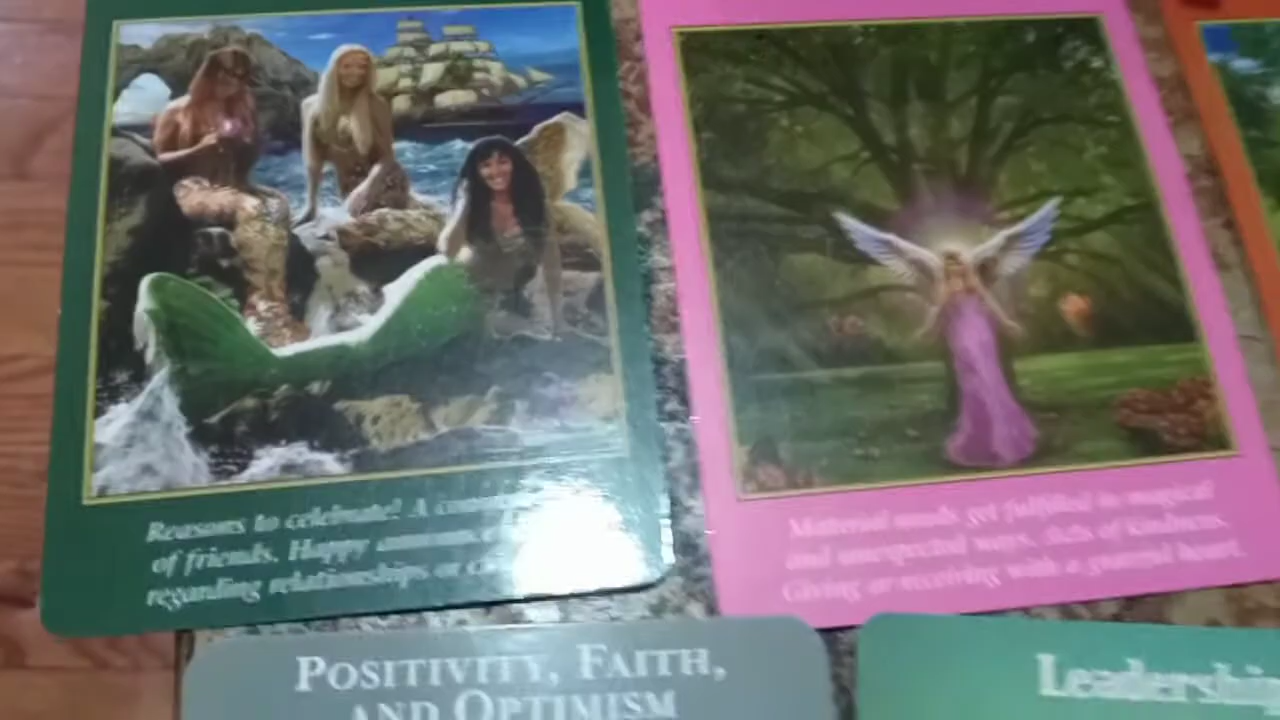 Reasons to celebrate! A
of friends. Happy
regarding relationships or
Material needs get fulfilled in magical
and unexpected ways. Acts of kindness.
Giving or receiving with a grateful heart.
POSITIVITY, FAITH,
AND OPTIMISM
Leadership